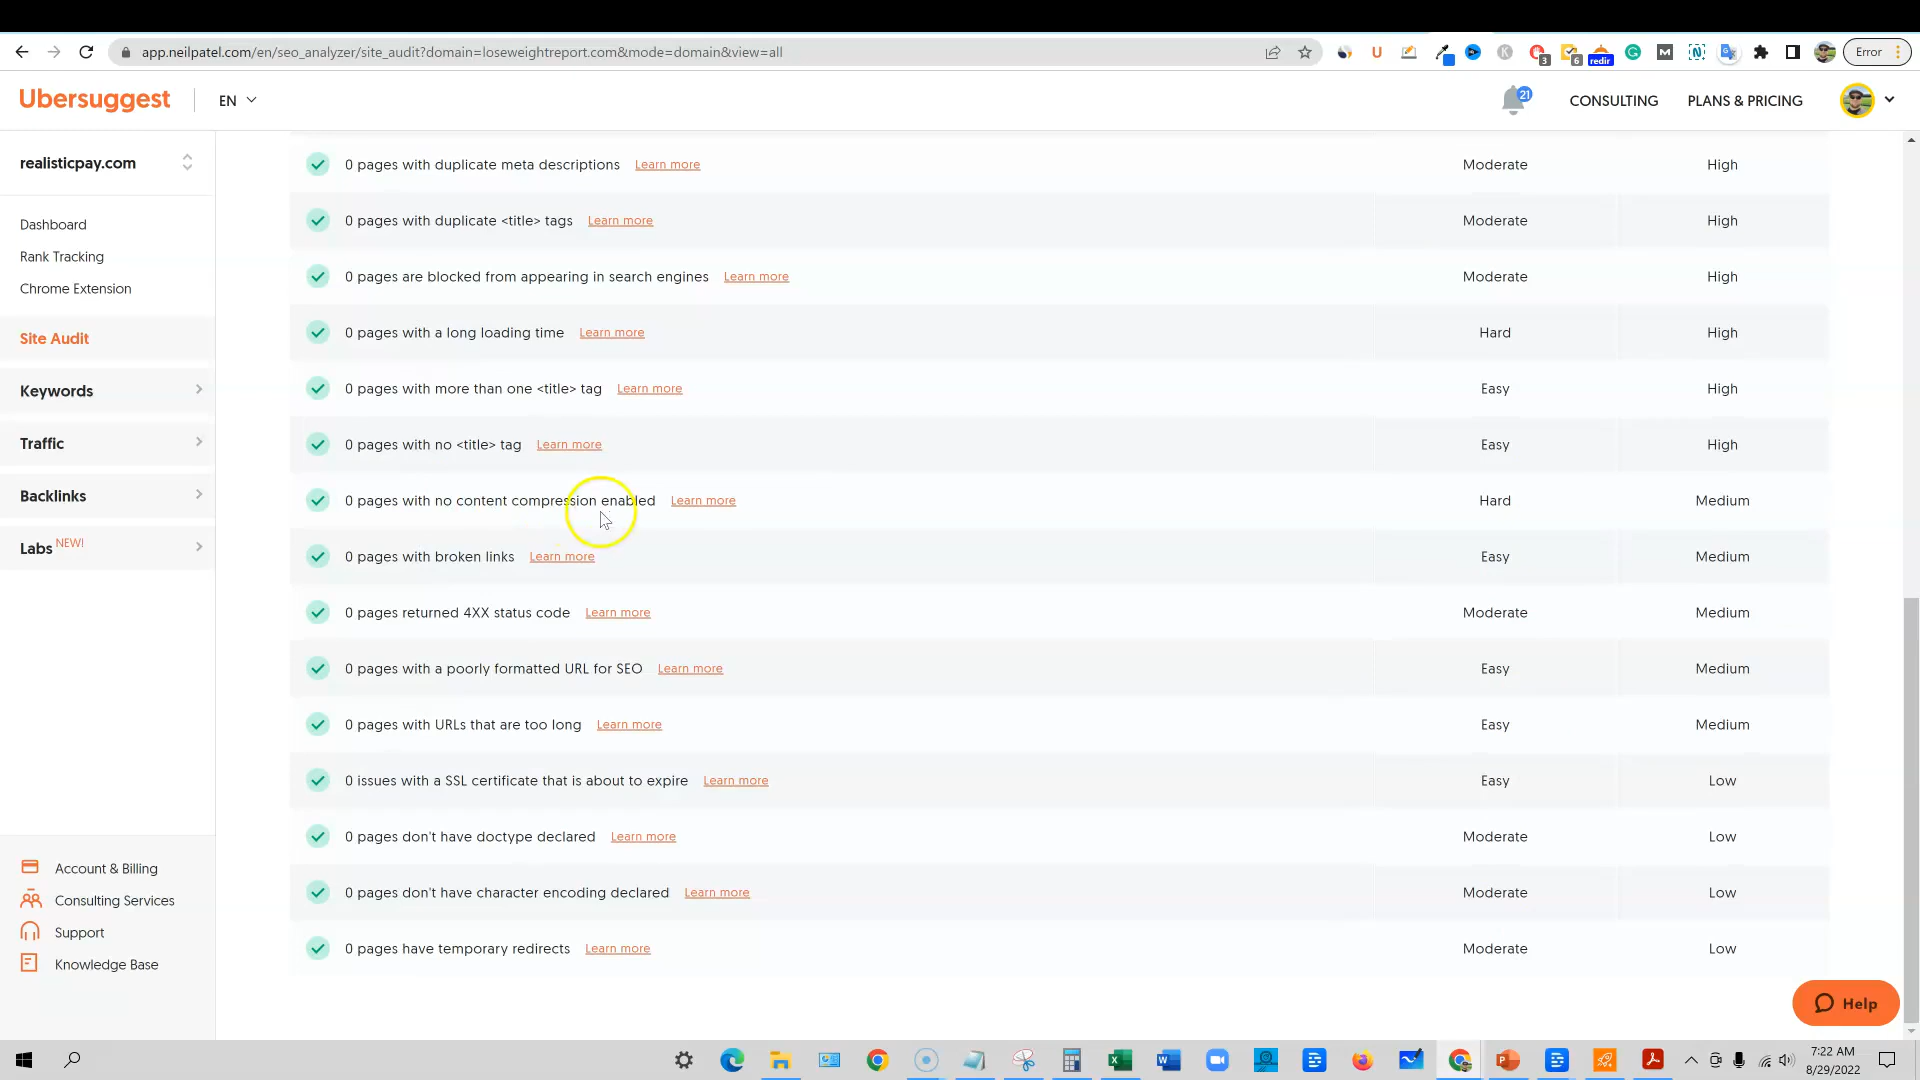 app.neilpatel.com/en/seo_analyzer/site_audit?domain=loseweightreport.com&mode=domain&view=all
U
K
3
6
redir
G
M
N
Error
Ubersuggest
EN
21
CONSULTING
PLANS & PRICING
realisticpay.com
Dashboard
Rank Tracking
Chrome Extension
Site Audit
Keywords
Traffic
Backlinks
Labs NEW!
Account & Billing
Consulting Services
Support
Knowledge Base
0 pages with duplicate meta descriptions Learn more Moderate High
0 pages with duplicate <title> tags Learn more Moderate High
0 pages are blocked from appearing in search engines Learn more Moderate High
0 pages with a long loading time Learn more Hard High
0 pages with more than one <title> tag Learn more Easy High
0 pages with no <title> tag Learn more Easy High
0 pages with no content compression enabled Learn more Hard Medium
0 pages with broken links Learn more Easy Medium
0 pages returned 4XX status code Learn more Moderate Medium
0 pages with a poorly formatted URL for SEO Learn more Easy Medium
0 pages with URLs that are too long Learn more Easy Medium
0 issues with a SSL certificate that is about to expire Learn more Easy Low
0 pages don't have doctype declared Learn more Moderate Low
0 pages don't have character encoding declared Learn more Moderate Low
0 pages have temporary redirects Learn more Moderate Low
Help
7:22 AM
8/29/2022